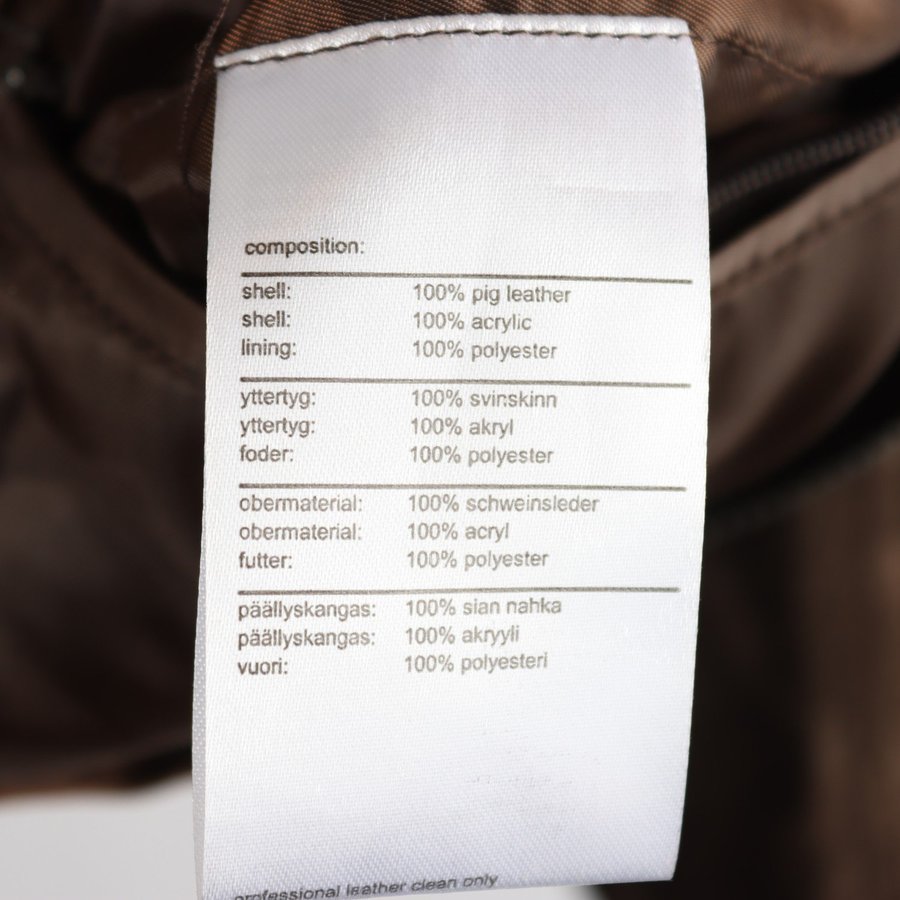 composition:
shell: 100% pig leather
shell: 100% acrylic
lining: 100% polyester
yttertyg: 100% svinskinn
yttertyg: 100% akryl
foder: 100% polyester
obermaterial: 100% schweinsleder
obermaterial: 100% acryl
futter: 100% polyester
päällyskangas: 100% sian nahka
päällyskangas: 100% akryyli
vuori: 100% polyesteri
professional leather clean only